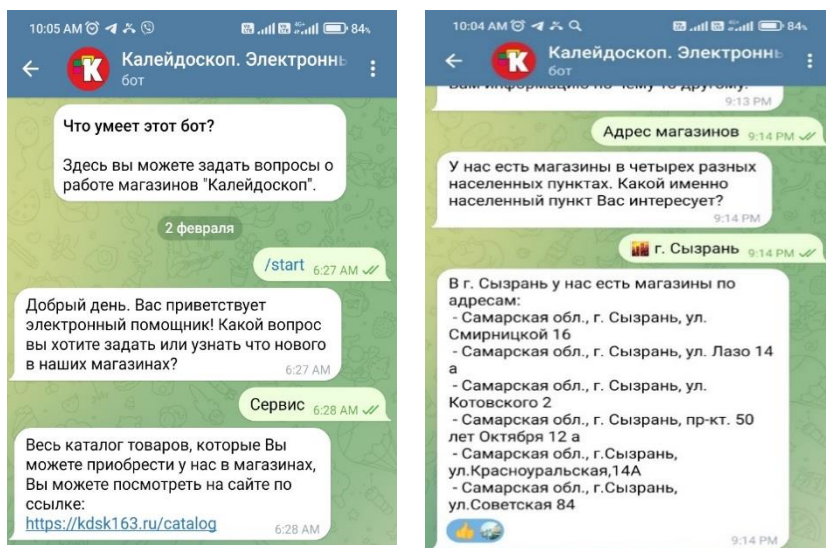 10:05 AM
84%
Калейдоскоп. Электроннь
бот
Что умеет этот бот?
Здесь вы можете задать вопросы о
работе магазинов "Калейдоскоп".
2 февраля
/start 6:27 AM
Добрый день. Вас приветствует
электронный помощник! Какой вопрос
вы хотите задать или узнать что нового
в наших магазинах?
6:27 AM
Сервис 6:28 AM
Весь каталог товаров, которые Вы
можете приобрести у нас в магазинах,
Вы можете посмотреть на сайте по
ссылке:
https://kdsk163.ru/catalog 6:28 AM
10:04 AM
84%
Калейдоскоп. Электроннь
бот
Вам информацию по чему то другому.
9:13 PM
Адрес магазинов 9:14 PM
У нас есть магазины в четырех разных
населенных пунктах. Какой именно
населенный пункт Вас интересует?
9:14 PM
г. Сызрань 9:14 PM
В г. Сызрань у нас есть магазины по
адресам:
- Самарская обл., г. Сызрань, ул.
Смирницкой 16
- Самарская обл., г. Сызрань, ул. Лазо 14
а
- Самарская обл., г. Сызрань, ул.
Котовского 2
- Самарская обл., г. Сызрань, пр-кт. 50
лет Октября 12 а
- Самарская обл., г.Сызрань,
ул.Красноуральская,14А
- Самарская обл., г.Сызрань,
ул.Советская 84
9:14 PM